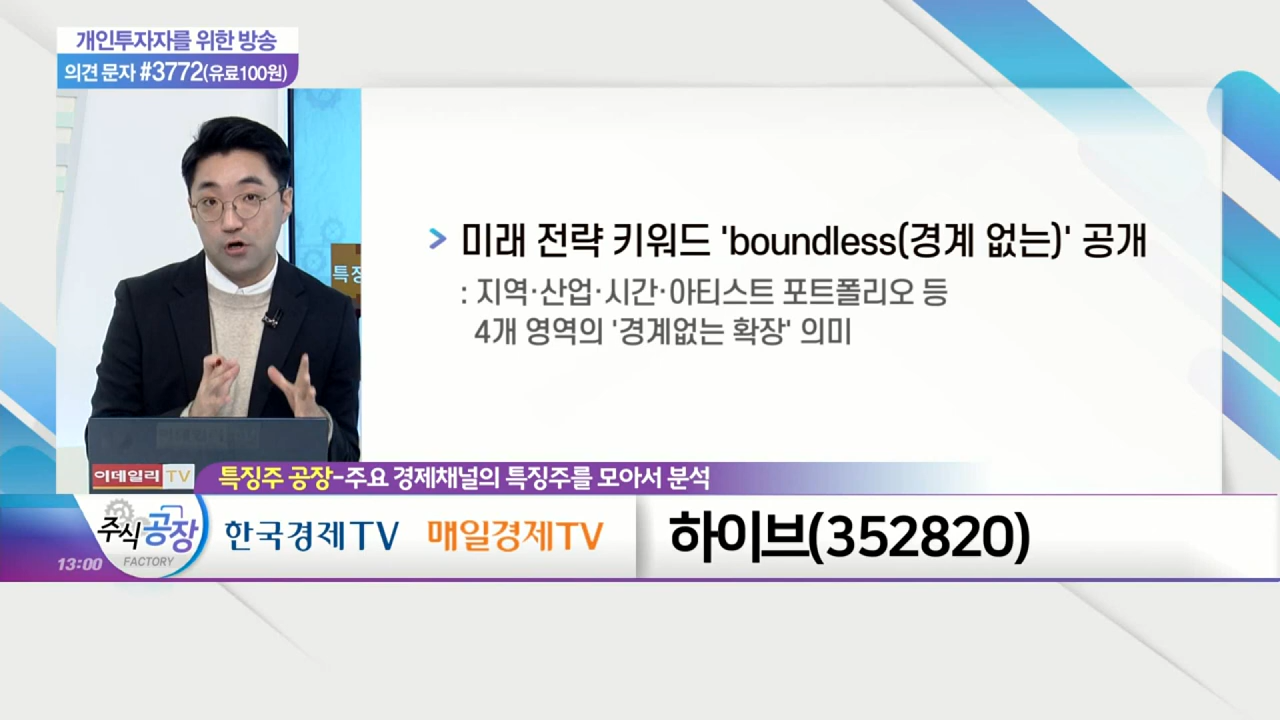 개인투자자를 위한 방송
의견 문자 #3772(유료100원)
특징
> 미래 전략 키워드 'boundless(경계 없는)' 공개
: 지역·산업·시간·아티스트 포트폴리오 등
4개 영역의 '경계없는 확장' 의미
이데일리 TV
특징주 공장-주요 경제채널의 특징주를 모아서 분석
주식공장
FACTORY
13:00
한국경제TV 매일경제TV
하이브(352820)